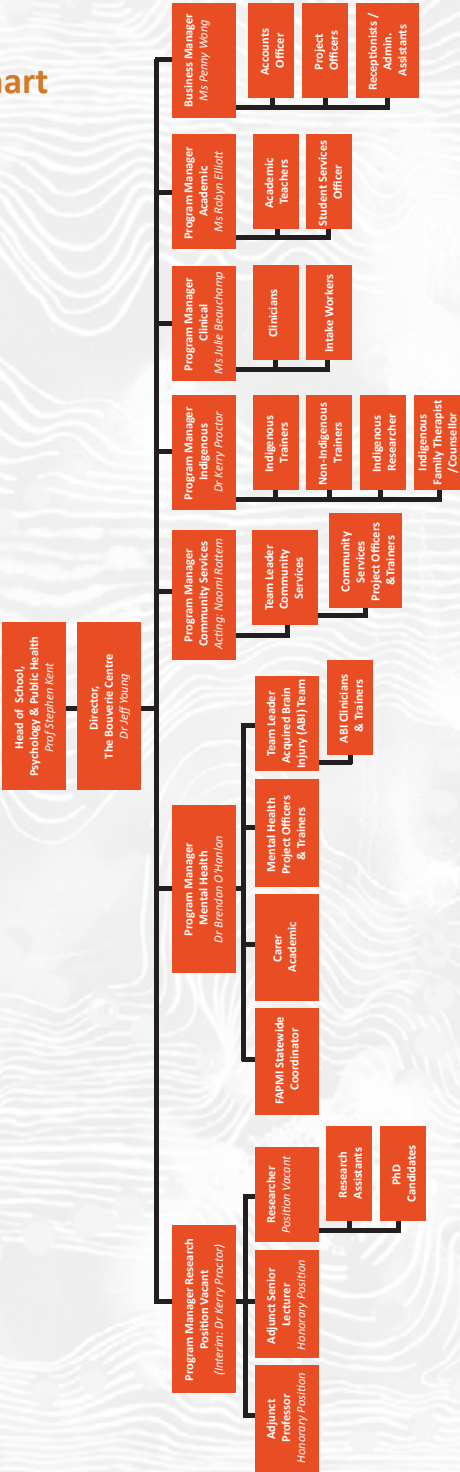 hart
Head of School,
Psychology & Public Health
Prof Stephen Kent
Director,
The Bouverie Centre
Dr Jeff Young
Program Manager Research
Position Vacant
(Interim: Dr Kerry Proctor)
Adjunct
Professor
Honorary Position
Adjunct Senior
Lecturer
Honorary Position
Researcher
Position Vacant
Research
Assistants
PhD
Candidates
Program Manager
Mental Health
Dr Brendan O'Hanlon
FAPMI Statewide
Coordinator
Carer
Academic
Mental Health
Project Officers
& Trainers
Team Leader
Acquired Brain
Injury (ABI) Team
ABI Clinicians
& Trainers
Program Manager
Community Services
Acting: Naomi Rottem
Team Leader
Community
Services
Community
Services
Project Officers
&Trainers
Program Manager
Indigenous
Dr Kerry Proctor
Indigenous
Trainers
Non-Indigenous
Trainers
Indigenous
Researcher
Indigenous
Family Therapist
/Counsellor
Program Manager
Clinical
Ms Julie Beauchamp
Clinicians
Intake Workers
Program Manager
Academic
Ms Robyn Elliott
Academic
Teachers
Student Services
Officer
Business Manager
Ms Penny Wong
Accounts
Officer
Project
Officers
Receptionists /
Admin.
Assistants